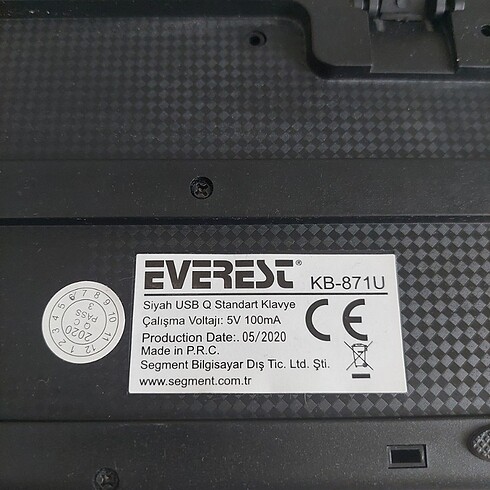 EVEREST® KB-871U
Siyah USB Q Standart Klavye
Çalışma Voltajı: 5V 100mA
Production Date:. 05/2020
Made in P.R.C.
Segment Bilgisayar Dış Tic. Ltd. Şti.
www.segment.com.tr
CE
1 2 3 4 5 6 7 8 9 10 11 12
2020
QC
PASS
3